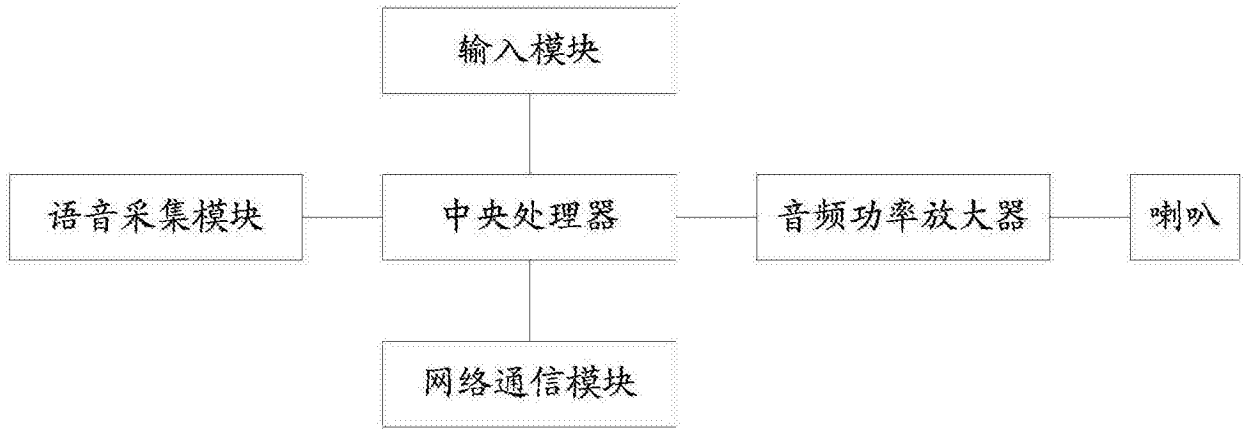 输入模块
语音采集模块
中央处理器
音频功率放大器
喇叭
网络通信模块